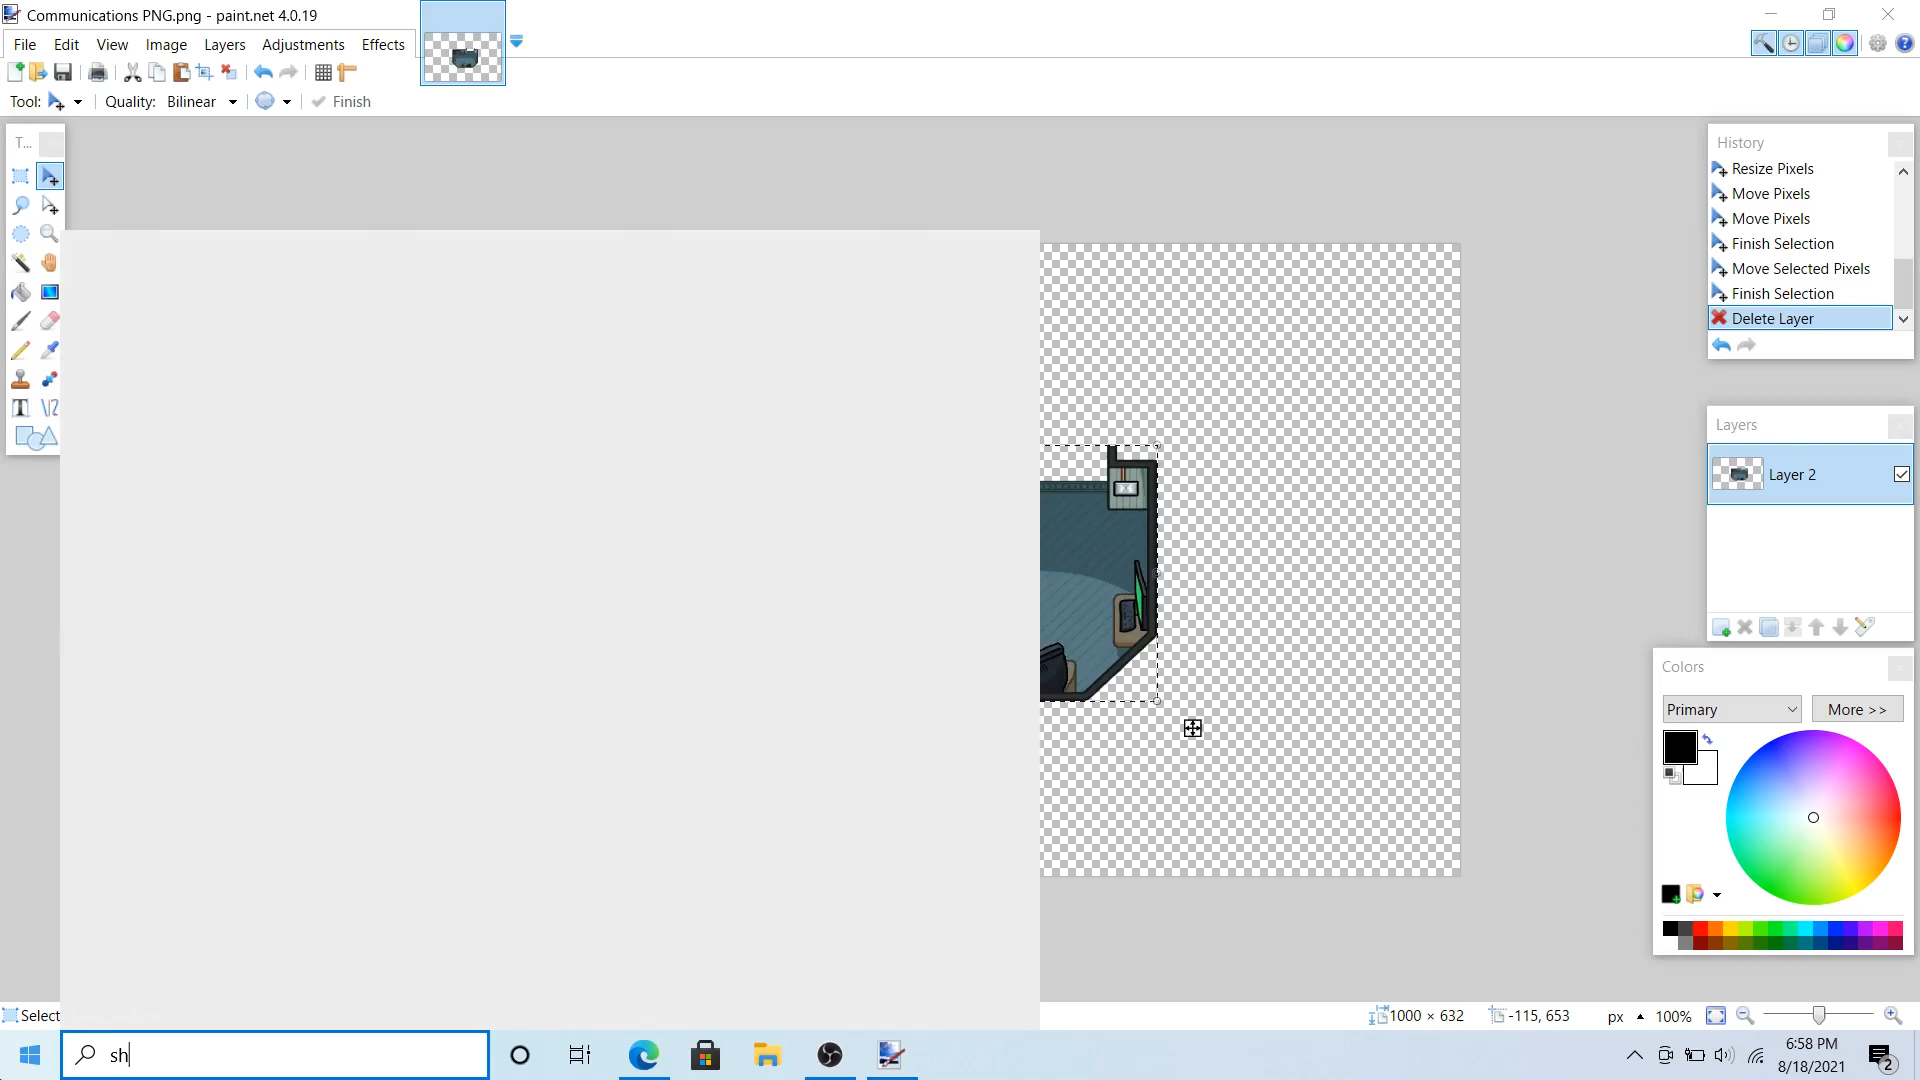 Communications PNG.png - paint.net 4.0.19
File Edit View Image Layers Adjustments Effects
Tool: Quality: Bilinear Finish
T...
History
Resize Pixels
Move Pixels
Move Pixels
Finish Selection
Move Selected Pixels
Finish Selection
Delete Layer
Layers
Layer 2
Colors
Primary
More >>
Select
1000 × 632
-115, 653
px
100%
sh
6:58 PM
8/18/2021
2